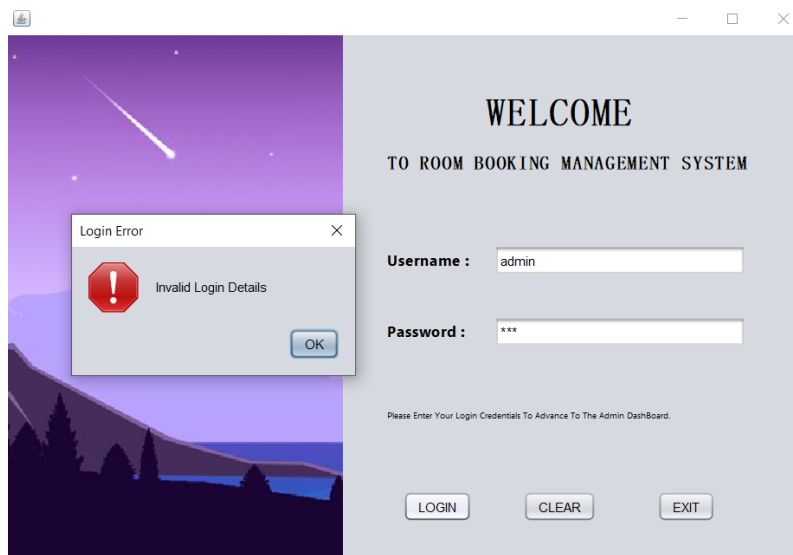 WELCOME
TO ROOM BOOKING MANAGEMENT SYSTEM
Login Error
Invalid Login Details
OK
Username : admin
Password : ***
Please Enter Your Login Credentials To Advance To The Admin DashBoard.
LOGIN CLEAR EXIT